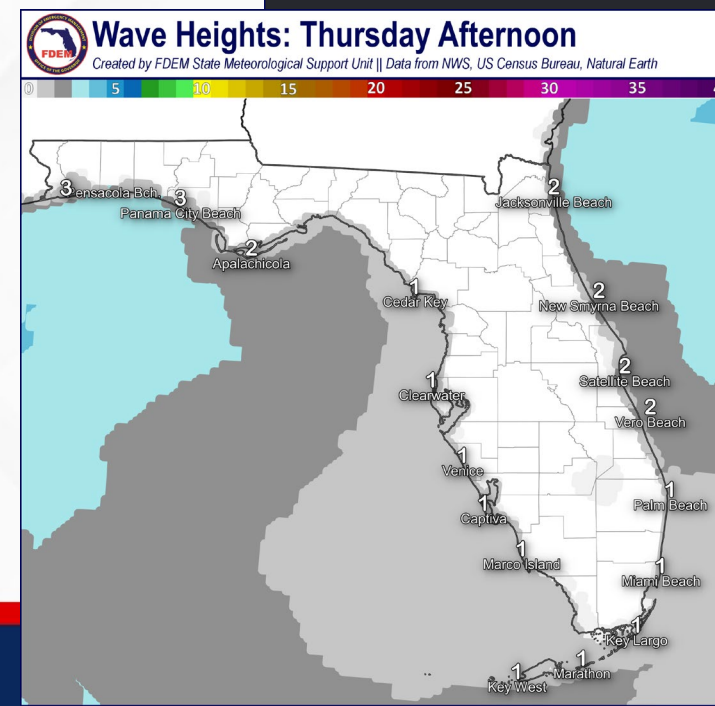 FDEM
Wave Heights: Thursday Afternoon
Created by FDEM State Meteorological Support Unit || Data from NWS, US Census Bureau, Natural Earth
0 5 10 15 20 25 30 35
3
Pensacola Bch
3
Panama City Beach
2
Apalachicola
2
Jacksonville Beach
1
Cedar Key
2
New Smyrna Beach
2
Satellite Beach
1
Clearwater
2
Vero Beach
1
Venice
1
Palm Beach
1
Captiva
1
Marco Island
1
Miami Beach
1
Key Largo
1
Marathon
1
Key West